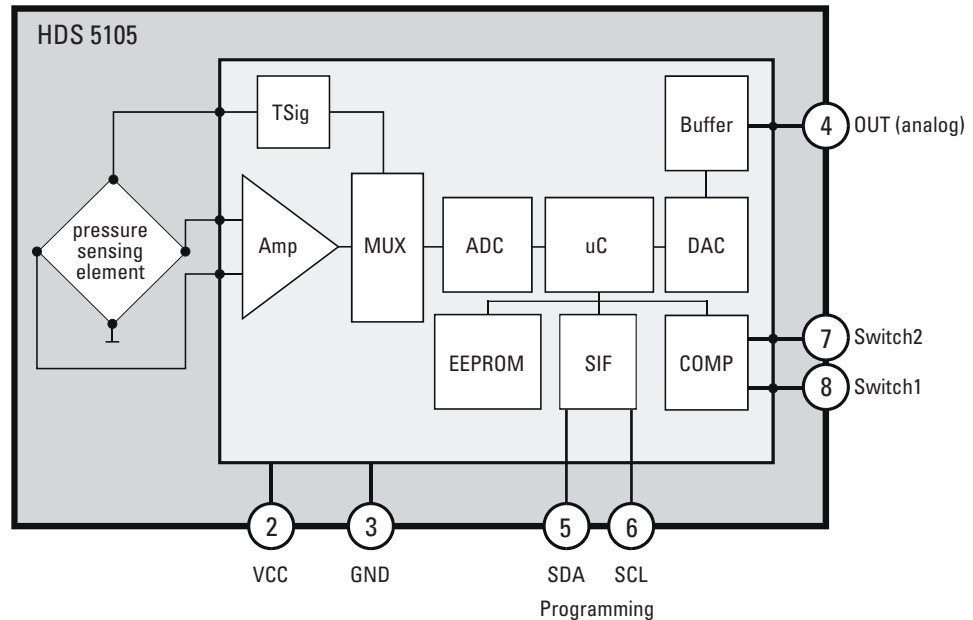 HDS 5105
TSig
Buffer
4 OUT (analog)
pressure
sensing
element
Amp
MUX
ADC
uC
DAC
EEPROM
SIF
COMP
7 Switch2
8 Switch1
2
3
5
6
VCC
GND
SDA
SCL
Programming